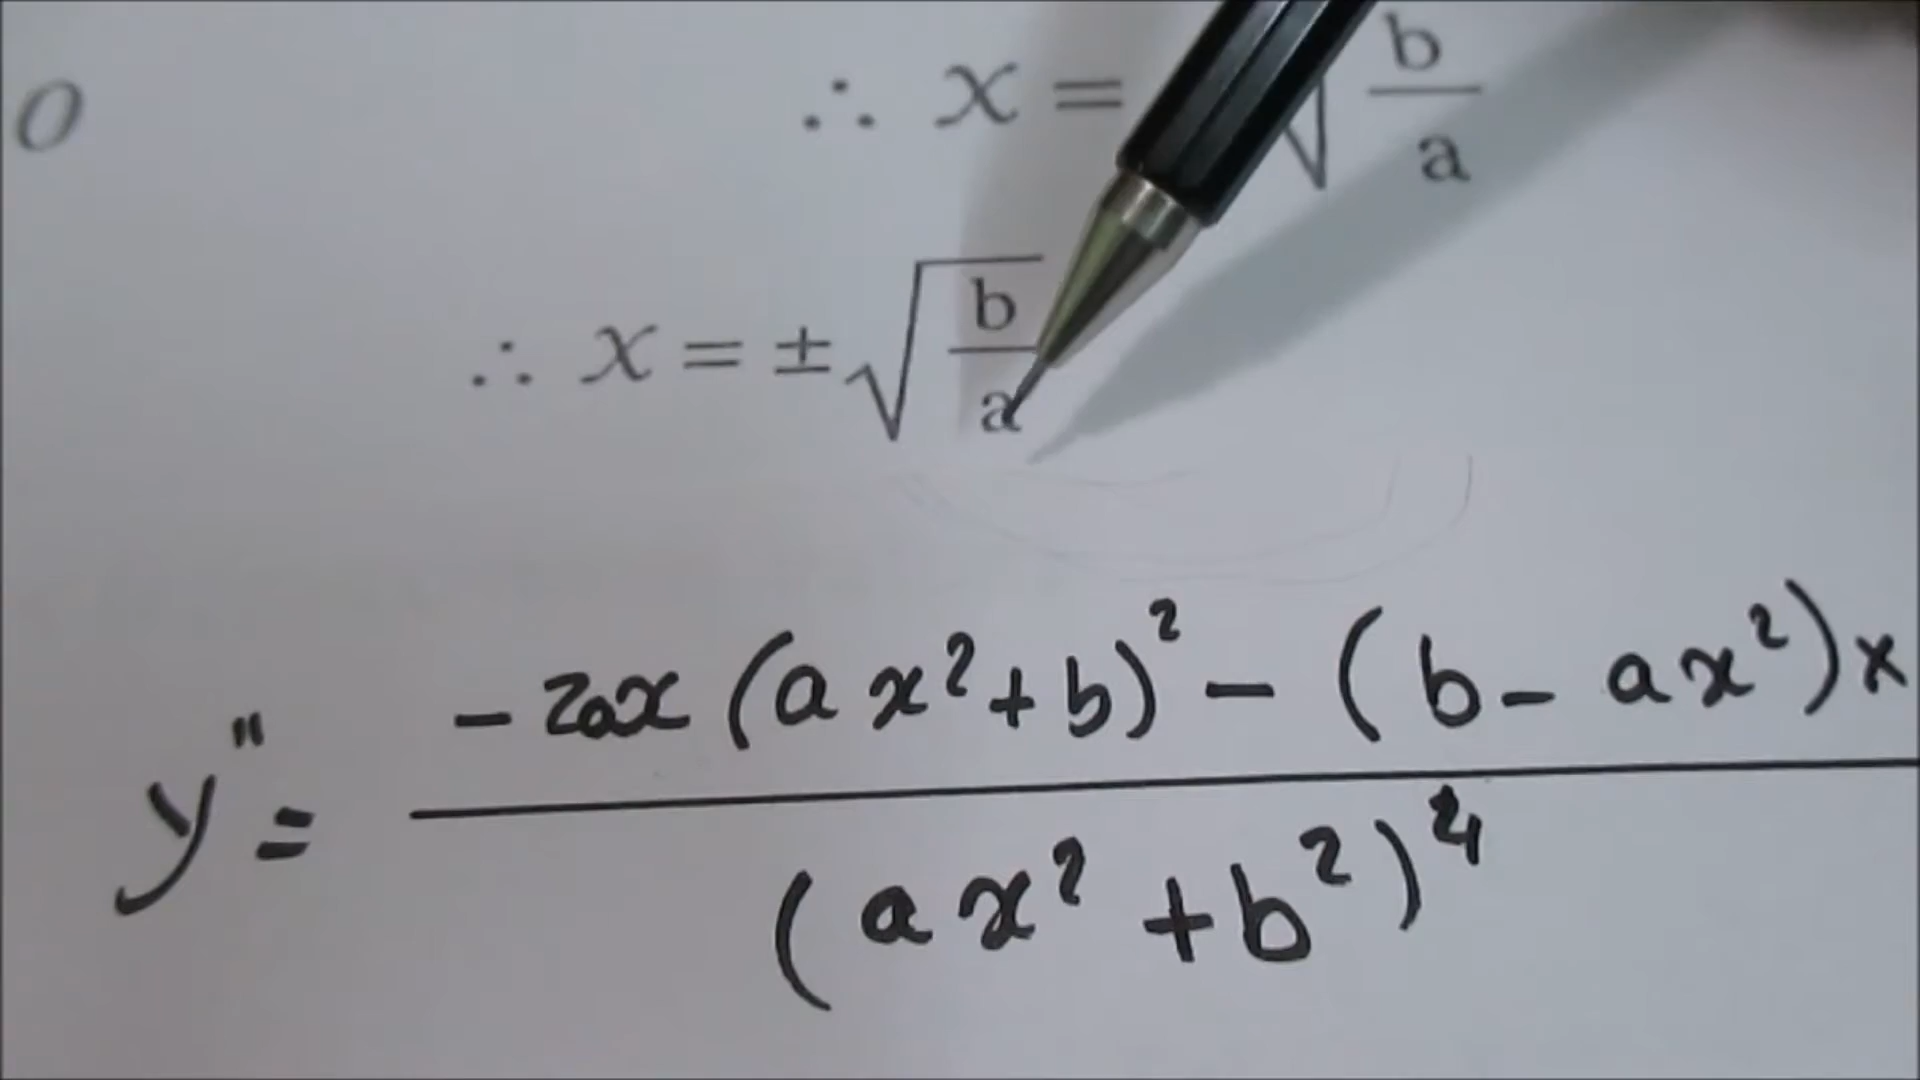 0 ∴ x = √ b/a
∴ x = ±√(b/a)
y" = -2ax (ax²+b)² - (b - ax²)x / (ax² + b²)⁴